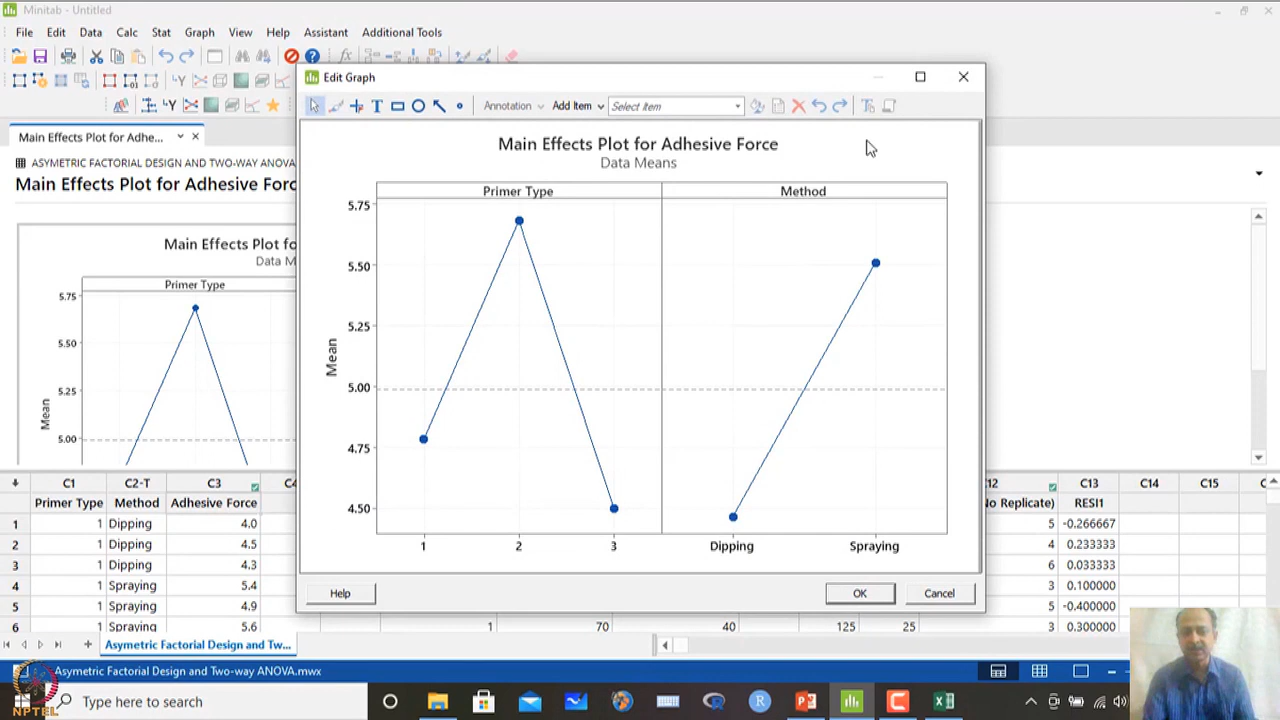 Minitab - Untitled
File Edit Data Calc Stat Graph View Help Assistant Additional Tools
Main Effects Plot for Adhe...
ASYMETRIC FACTORIAL DESIGN AND TWO-WAY ANOVA
Main Effects Plot for Adhesive Forc
Main Effects Plot fo
Data M
Primer Type
5.75
5.50
5.25
5.00
Mean
Edit Graph
Annotation Add Item Select Item
Main Effects Plot for Adhesive Force
Data Means
Primer Type Method
5.75
5.50
5.25
5.00
4.75
4.50
Mean
1 2 3 Dipping Spraying
Help OK Cancel
C1 C2-T C3 C4 C12 C13 C14 C15
Primer Type Method Adhesive Force No Replicate) RESI1
1 1 Dipping 4.0 5 -0.266667
2 1 Dipping 4.5 4 0.233333
3 1 Dipping 4.3 6 0.033333
4 1 Spraying 5.4 3 0.100000
5 1 Spraying 4.9 5 -0.400000
6 1 Spraying 5.6 1 70 40 125 25 3 0.300000
Asymetric Factorial Design and Tw...
Asymetric Factorial Design and Two-way ANOVA.mwx
Type here to search
NPTEL